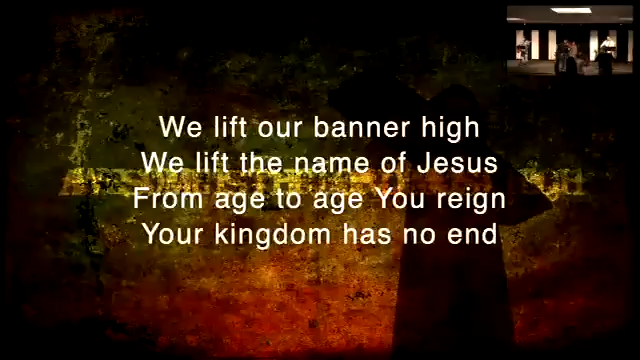 We lift our banner high
We lift the name of Jesus
From age to age You reign
Your kingdom has no end